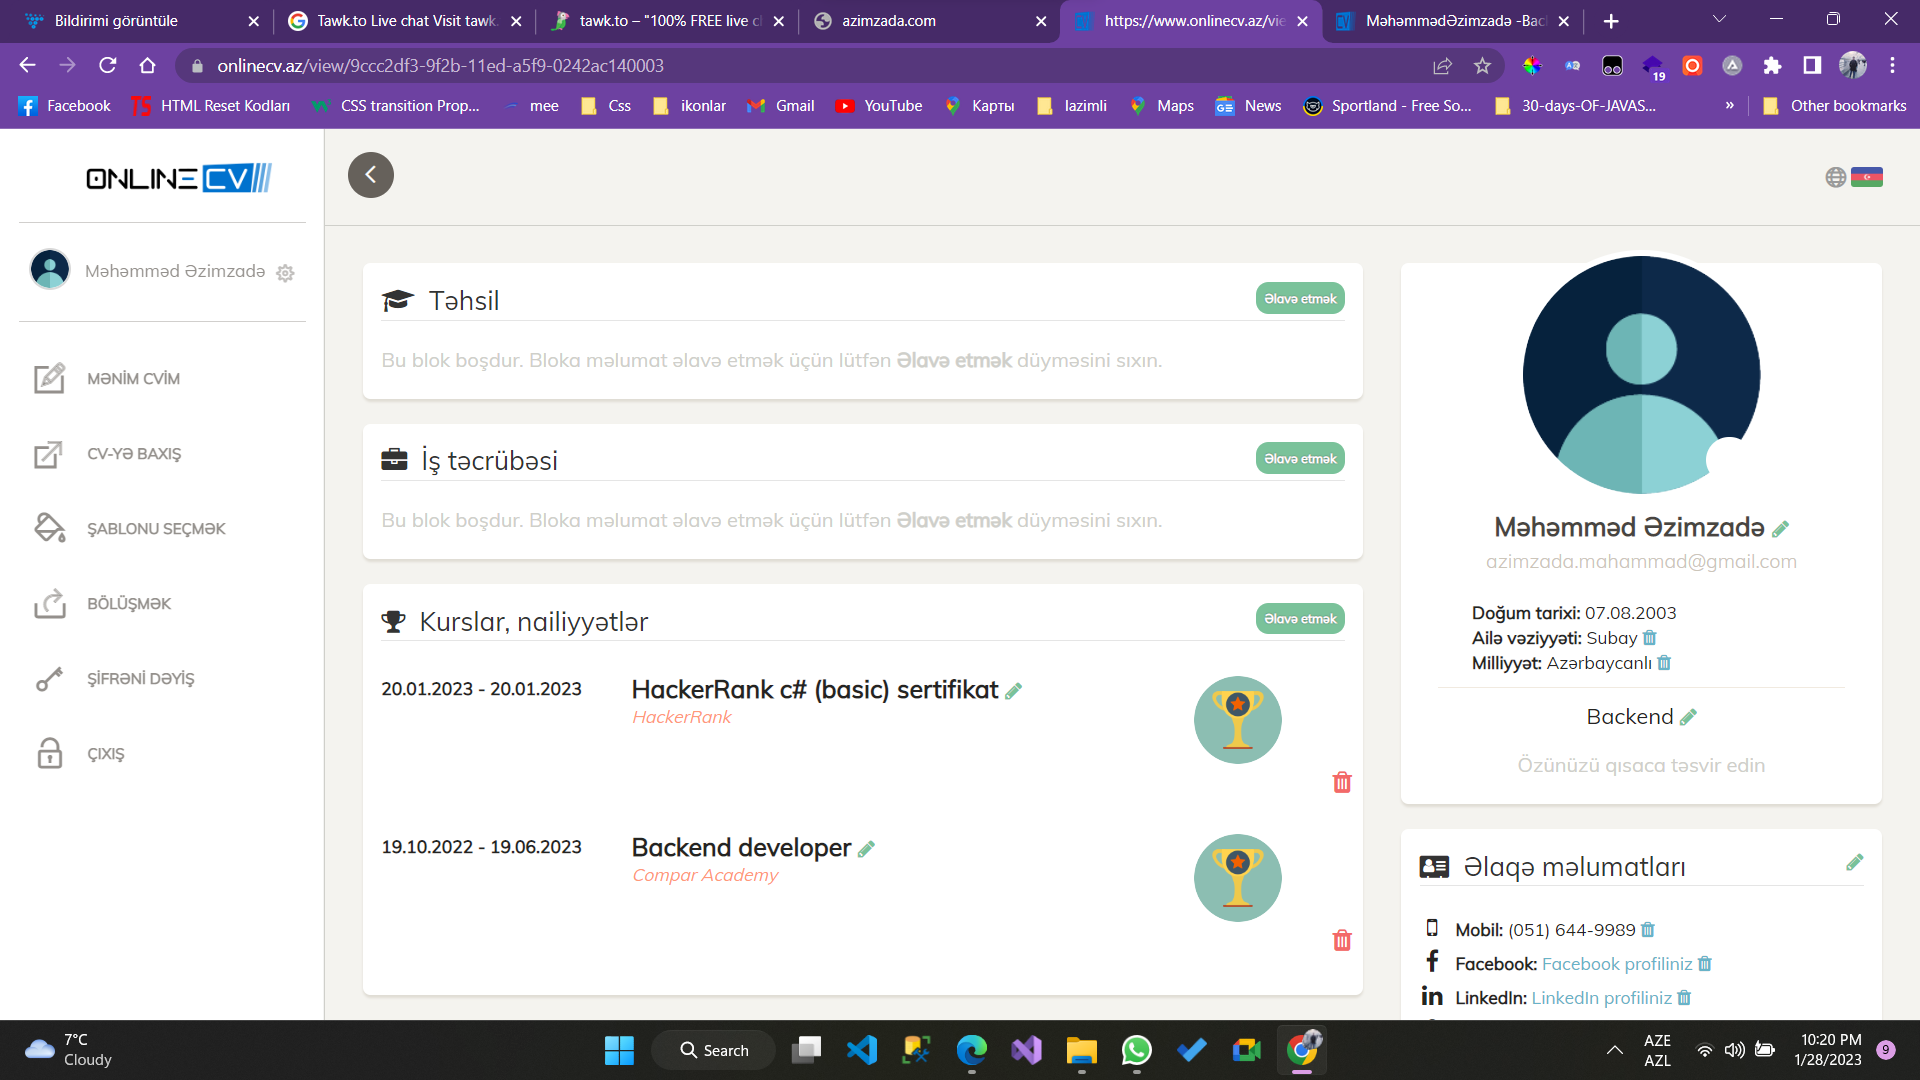 Bildirimi görüntüle
Tawk.to Live chat Visit tawk.
tawk.to – "100% FREE live c
azimzada.com
https://www.onlinecv.az/vie
MəhəmmədƏzimzadə -Bac
onlinecv.az/view/9ccc2df3-9f2b-11ed-a5f9-0242ac140003
19
Facebook
HTML Reset Kodları
CSS transition Prop...
mee
Css
ikonlar
Gmail
YouTube
Карты
lazimli
Maps
News
Sportland - Free So...
30-days-OF-JAVAS...
»
Other bookmarks
ONLINE CV
Məhəmməd Əzimzadə
MƏNİM CVİM
CV-YƏ BAXIŞ
ŞABLONU SEÇMƏK
BÖLÜŞMƏK
ŞİFRƏNİ DƏYİŞ
ÇIXIŞ
Təhsil
Əlavə etmək
Bu blok boşdur. Bloka məlumat əlavə etmək üçün lütfən Əlavə etmək düyməsini sıxın.
İş təcrübəsi
Əlavə etmək
Bu blok boşdur. Bloka məlumat əlavə etmək üçün lütfən Əlavə etmək düyməsini sıxın.
Kurslar, nailiyyətlər
Əlavə etmək
20.01.2023 - 20.01.2023
HackerRank c# (basic) sertifikat
HackerRank
19.10.2022 - 19.06.2023
Backend developer
Compar Academy
Məhəmməd Əzimzadə
azimzada.mahammad@gmail.com
Doğum tarixi: 07.08.2003
Ailə vəziyyəti: Subay
Milliyyət: Azərbaycanlı
Backend
Özünüzü qısaca təsvir edin
Əlaqə məlumatları
Mobil: (051) 644-9989
Facebook: Facebook profiliniz
LinkedIn: LinkedIn profiliniz
7°C
Cloudy
Search
AZE
AZL
10:20 PM
1/28/2023
9